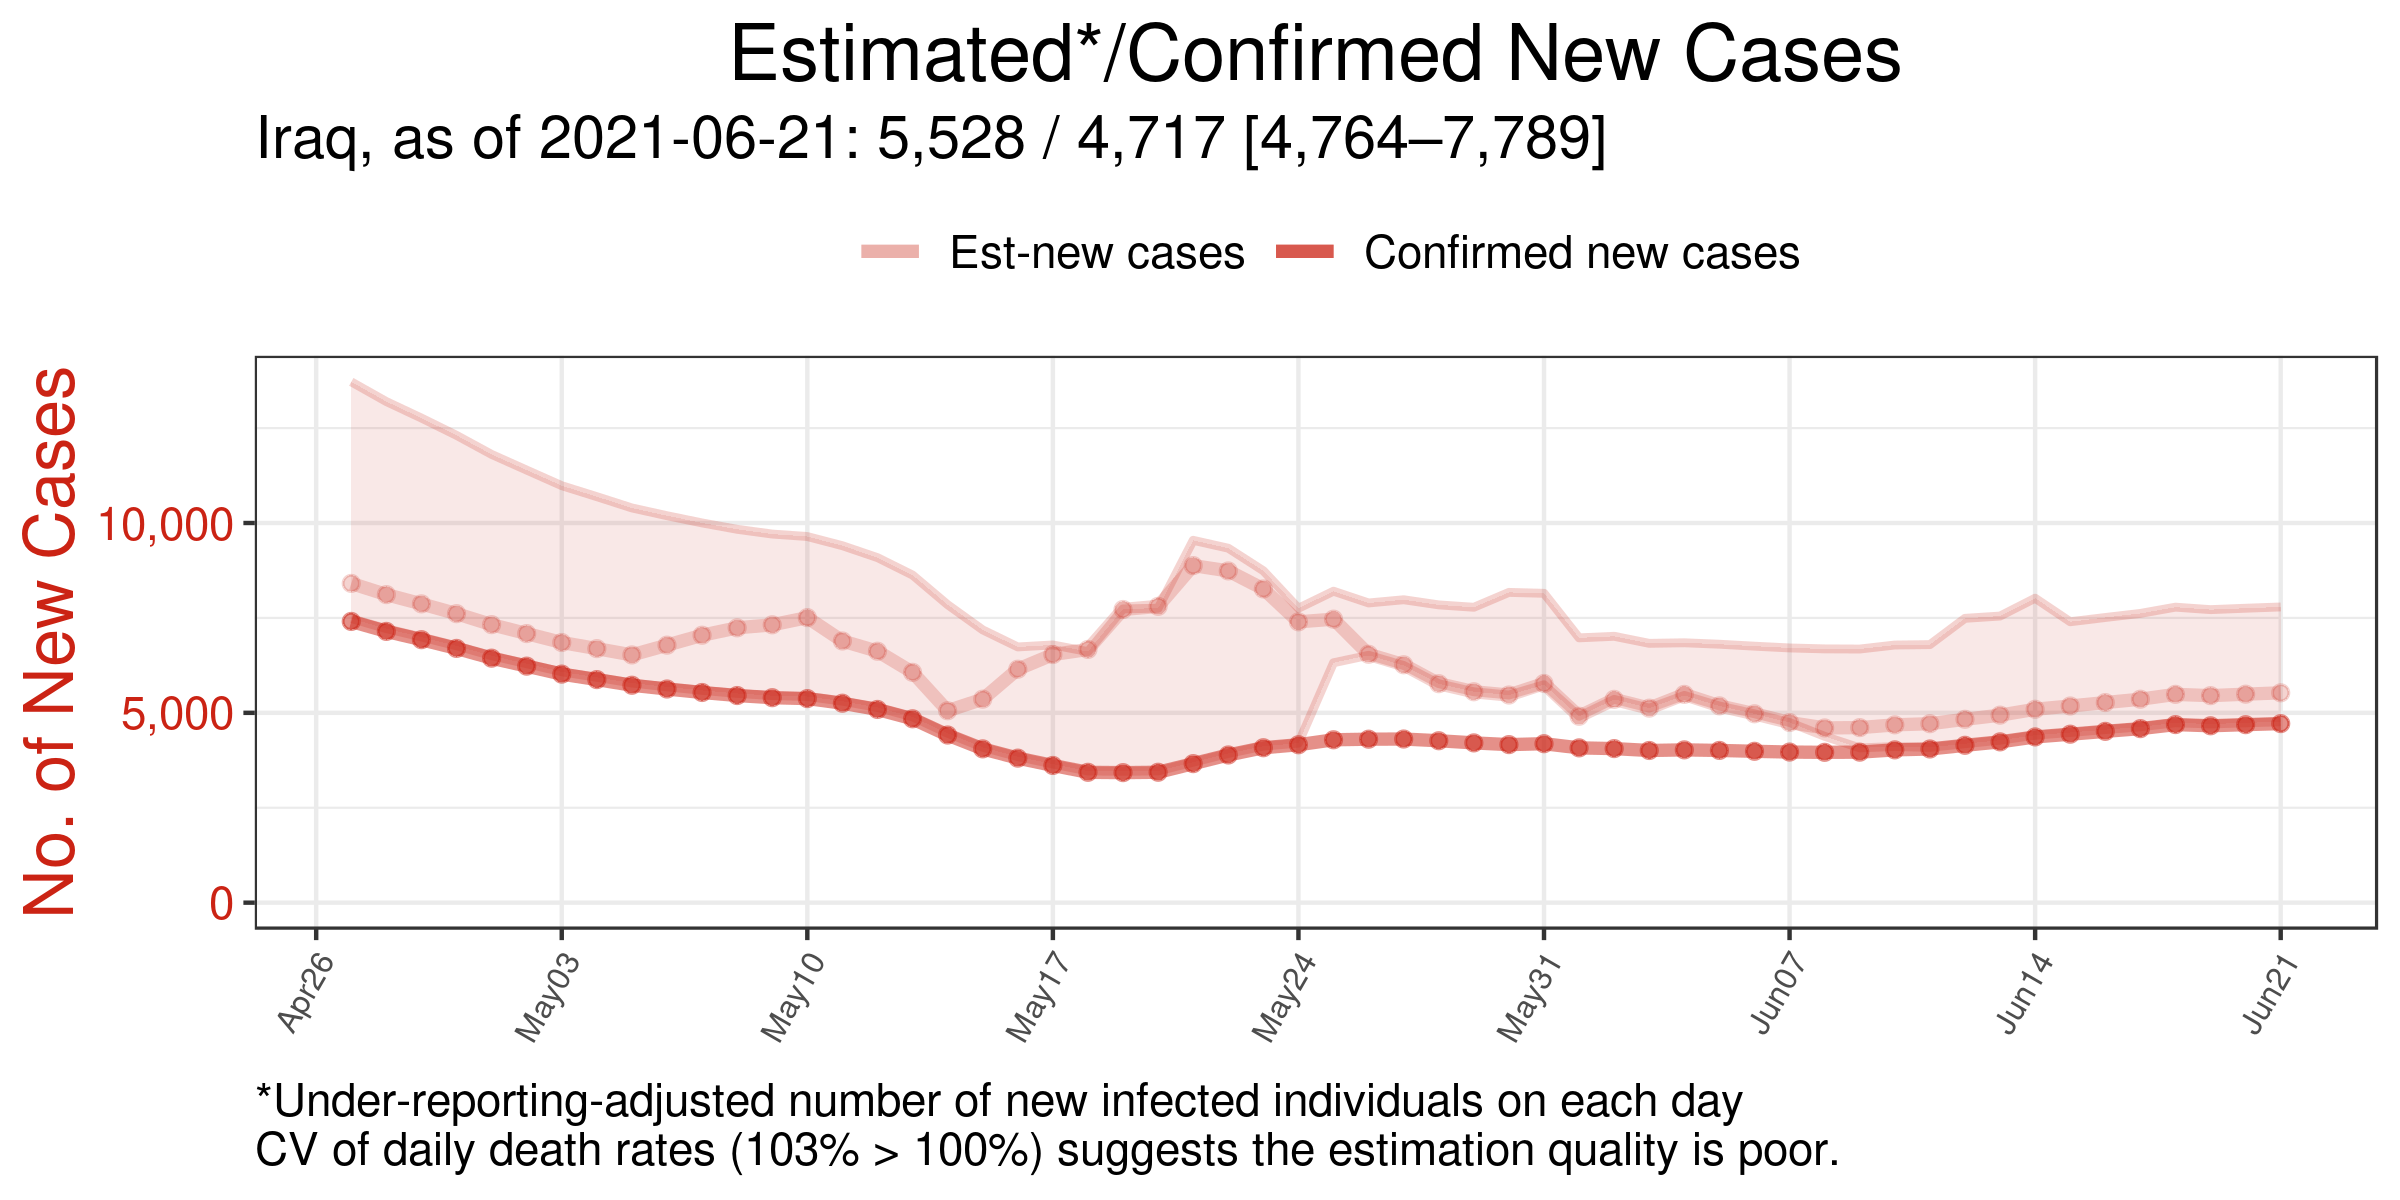 Estimated*/Confirmed New Cases
Iraq, as of 2021-06-21: 5,528 / 4,717 [4,764–7,789]
Est-new cases
Confirmed new cases
No. of New Cases
10,000
5,000
0
Apr26
May03
May10
May17
May24
May31
Jun07
Jun14
Jun21
*Under-reporting-adjusted number of new infected individuals on each day
CV of daily death rates (103% > 100%) suggests the estimation quality is poor.